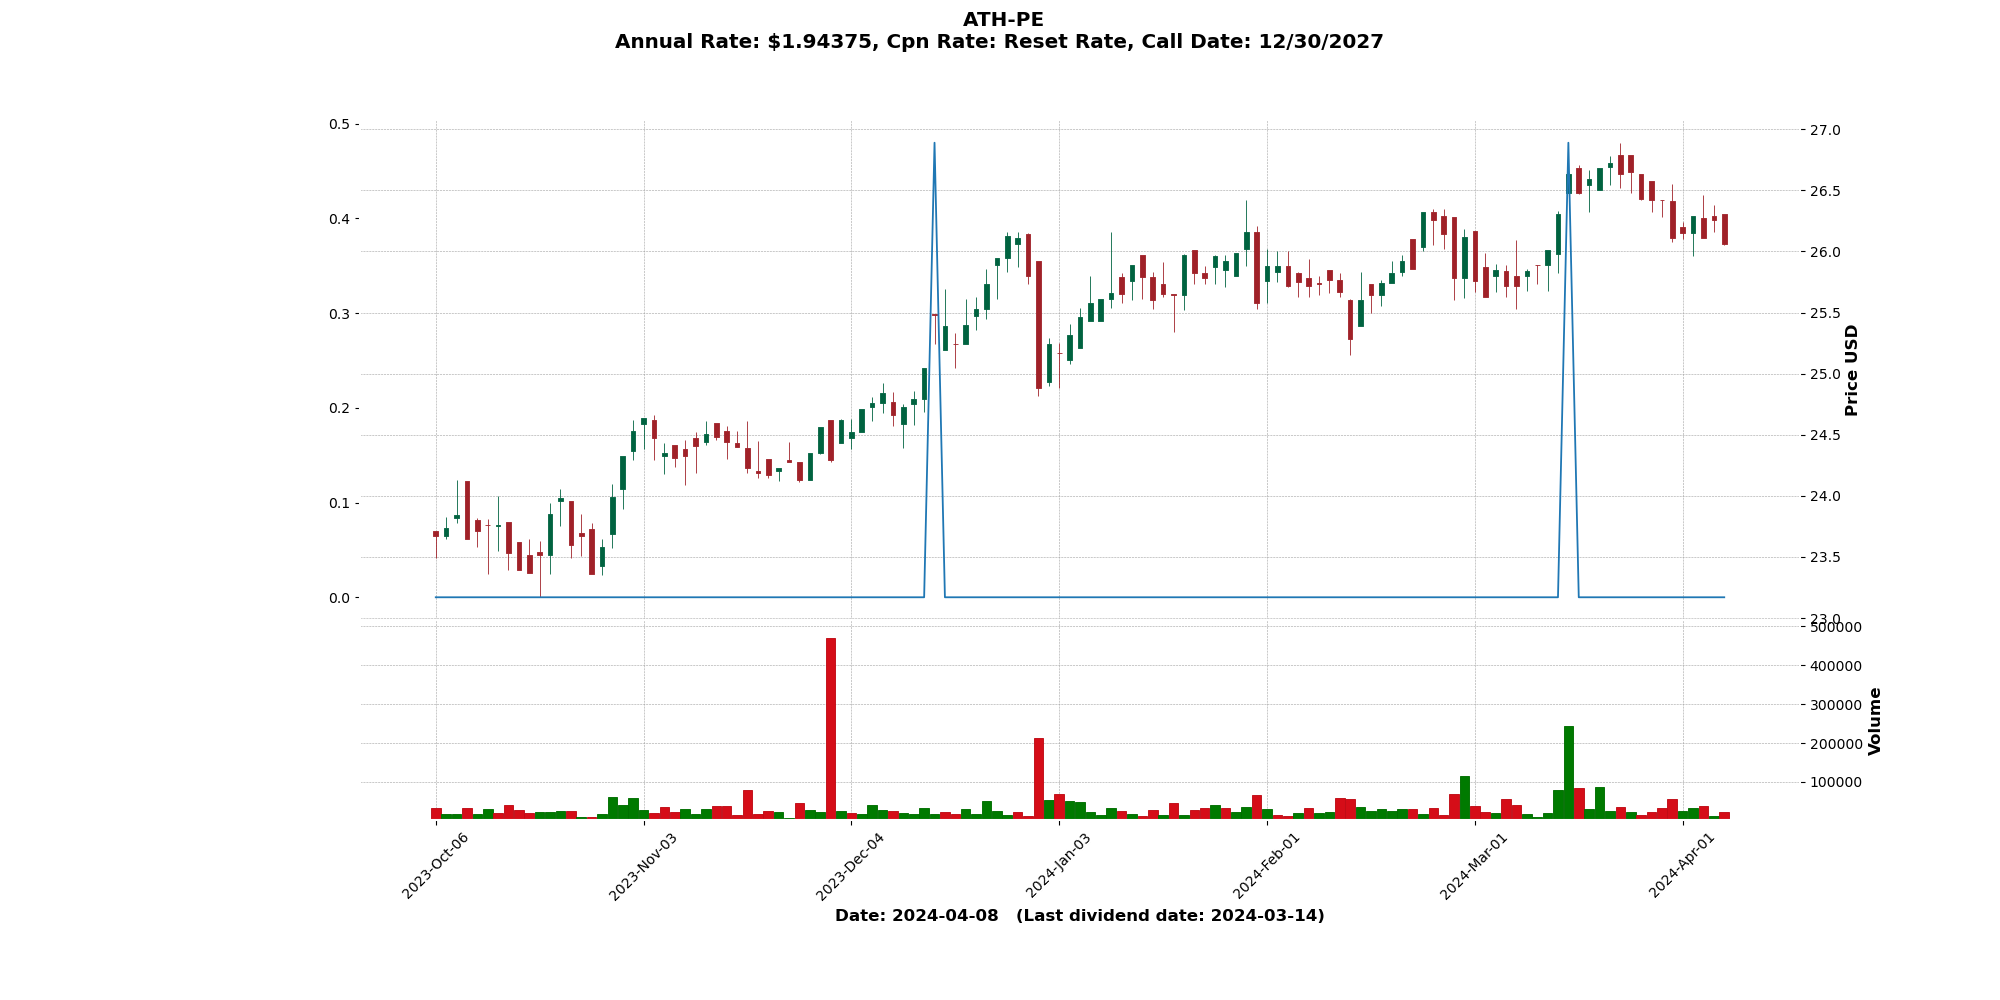 ATH-PE
Annual Rate: $1.94375, Cpn Rate: Reset Rate, Call Date: 12/30/2027
0.5
0.4
0.3
0.2
0.1
0.0
27.0
26.5
26.0
25.5
25.0
24.5
24.0
23.5
23.0
Price USD
500000
400000
300000
200000
100000
Volume
2023-Oct-06
2023-Nov-03
2023-Dec-04
2024-Jan-03
2024-Feb-01
2024-Mar-01
2024-Apr-01
Date: 2024-04-08 (Last dividend date: 2024-03-14)